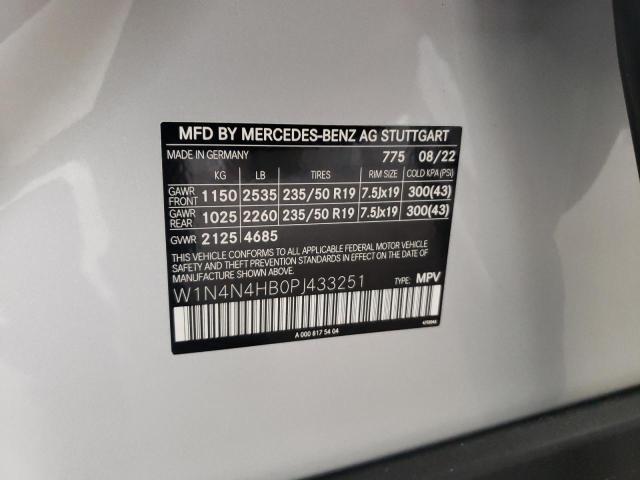 MFD BY MERCEDES-BENZ AG STUTTGART
MADE IN GERMANY 775 08/22
KG LB TIRES RIM SIZE COLD KPA (PSI)
GAWR FRONT 1150 2535 235/50 R19 7.5Jx19 300(43)
GAWR REAR 1025 2260 235/50 R19 7.5Jx19 300(43)
GVWR 2125 4685
THIS VEHICLE CONFORMS TO ALL APPLICABLE FEDERAL MOTOR VEHICLE
SAFETY AND THEFT PREVENTION STANDARDS IN EFFECT ON THE DATE
OF MANUFACTURE SHOWN ABOVE.
W1N4N4HB0PJ433251 TYPE: MPV
A 000 817 54 04